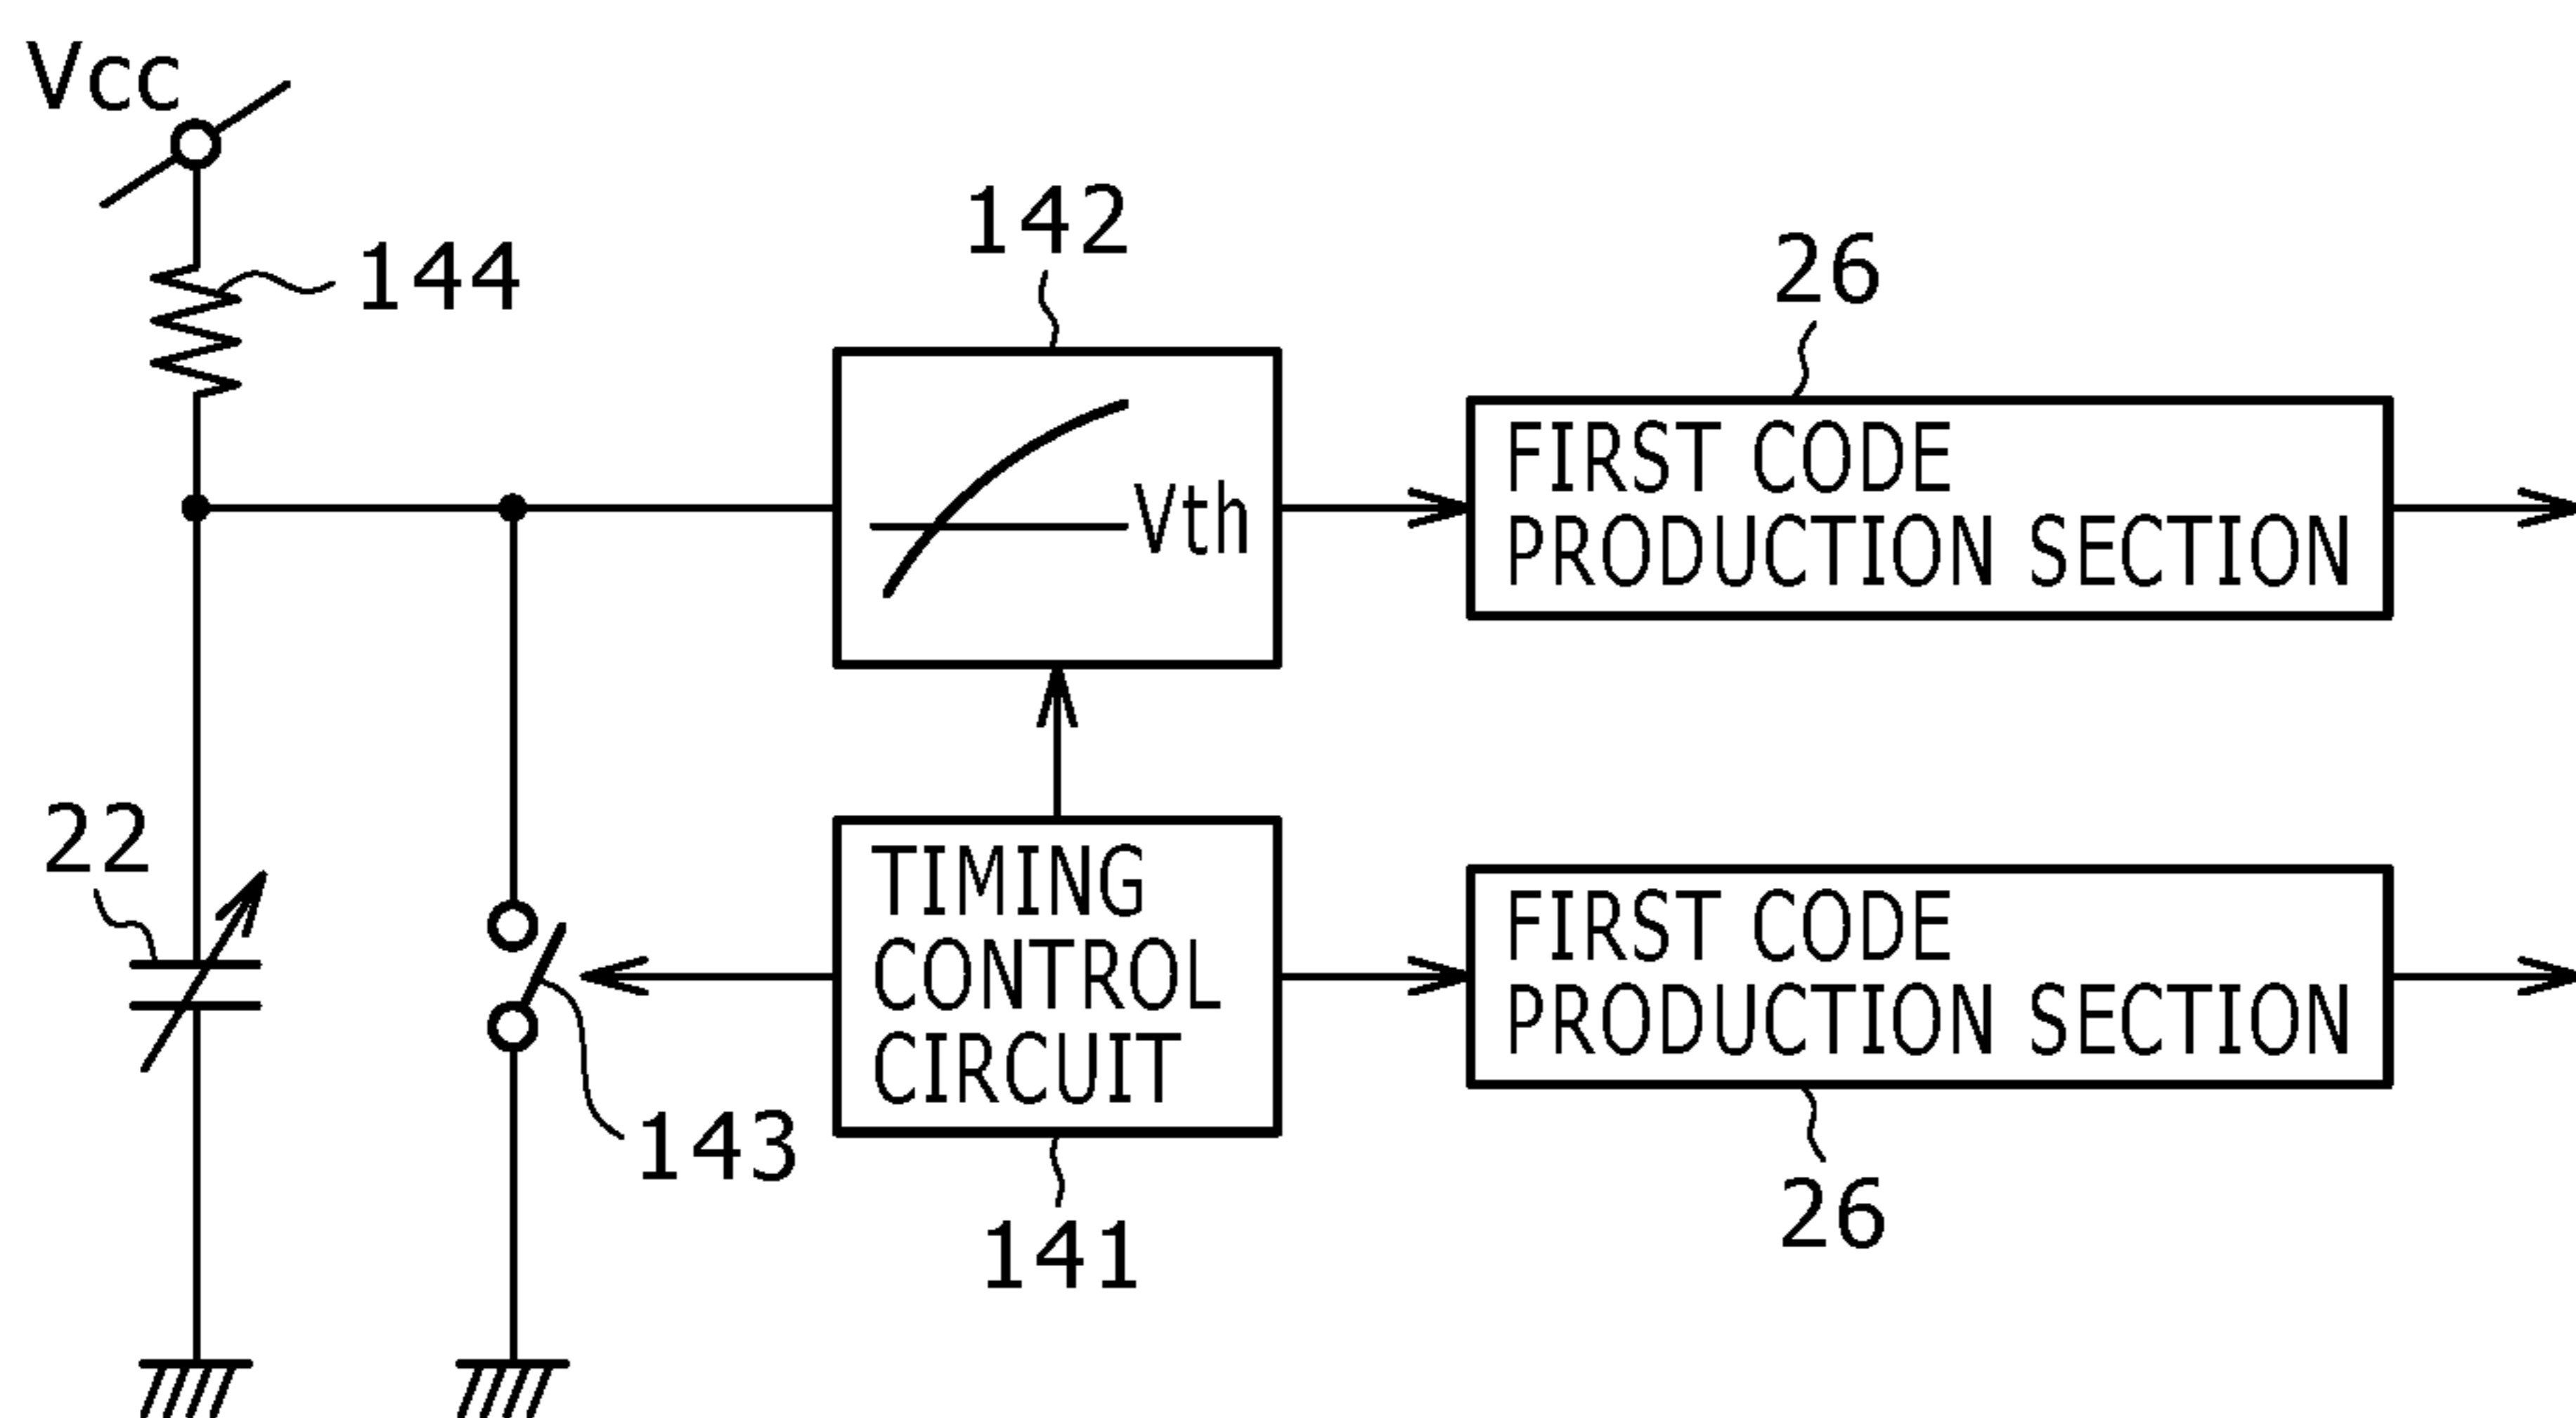 Vcc
144
142
26
Vth
FIRST CODE
PRODUCTION SECTION
22
TIMING
CONTROL
CIRCUIT
FIRST CODE
PRODUCTION SECTION
143
141
26